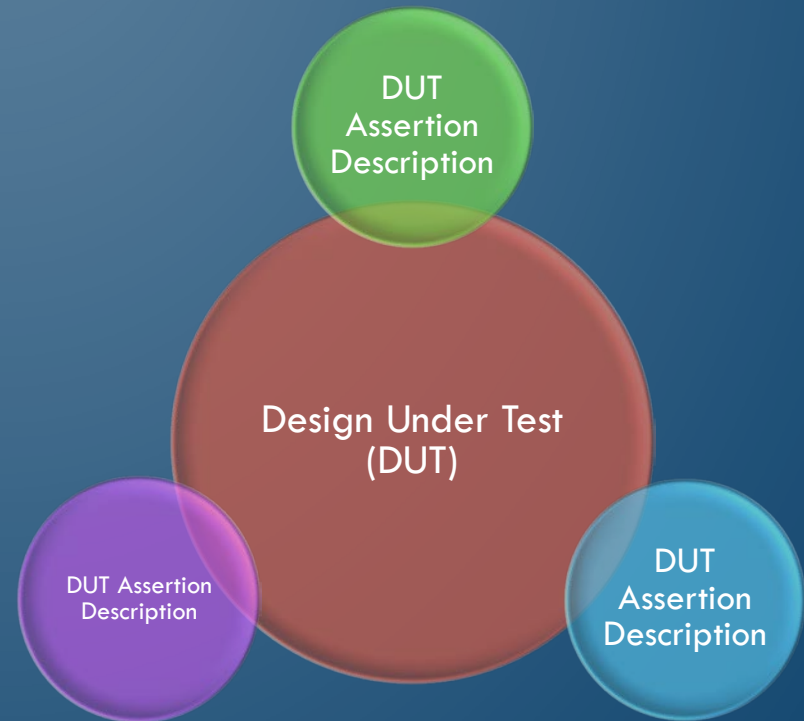 DUT
Assertion
Description
Design Under Test
(DUT)
DUT Assertion
Description
DUT
Assertion
Description